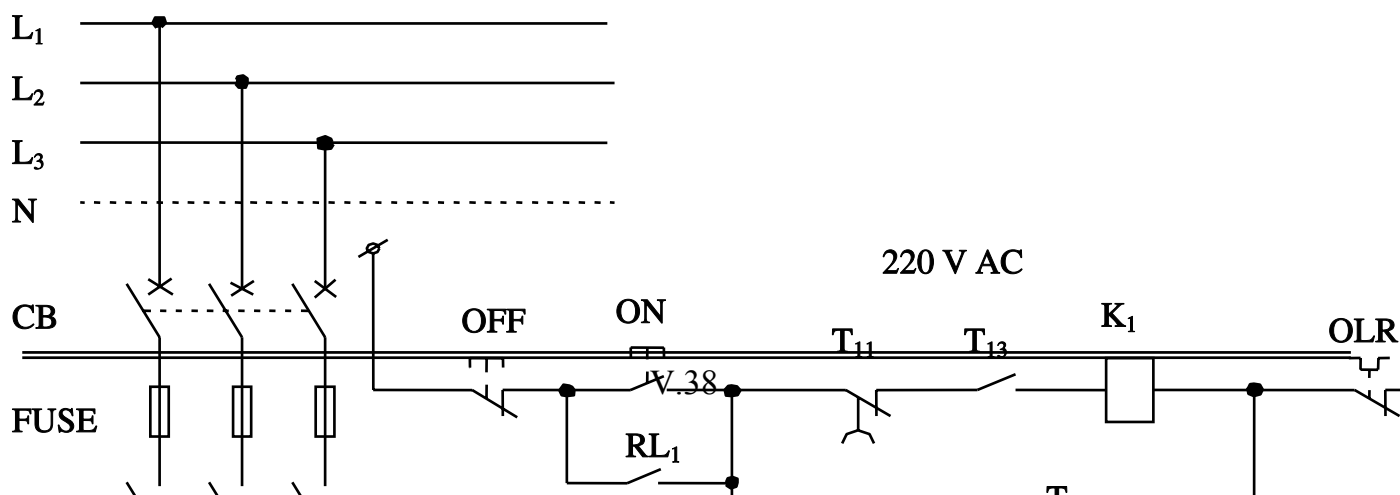 L1
L2
L3
N
220 V AC
CB
OFF
ON
T11
T13
K1
OLR
V.38
FUSE
RL1
T